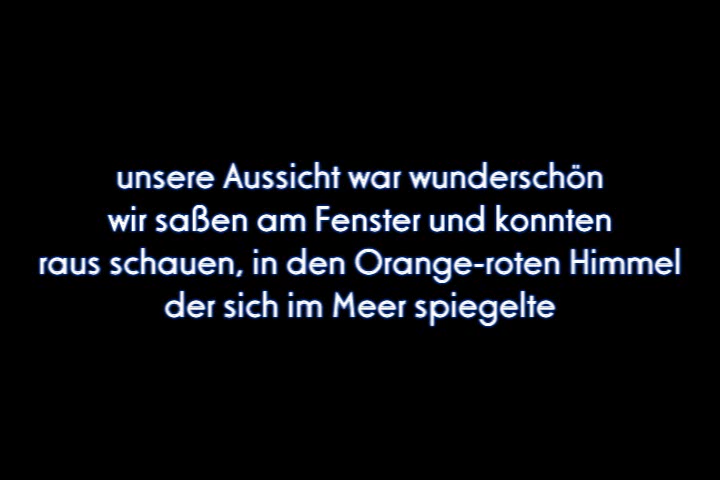 unsere Aussicht war wunderschön
wir saßen am Fenster und konnten
raus schauen, in den Orange-roten Himmel
der sich im Meer spiegelte